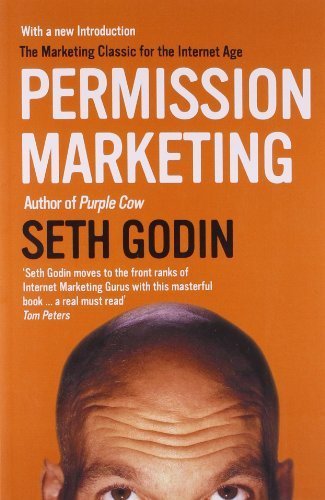 With a new Introduction
The Marketing Classic for the Internet Age
PERMISSION
MARKETING
Author of Purple Cow
SETH GODIN
‘Seth Godin moves to the front ranks of
Internet Marketing Gurus with this masterful
book ... a real must read’
Tom Peters